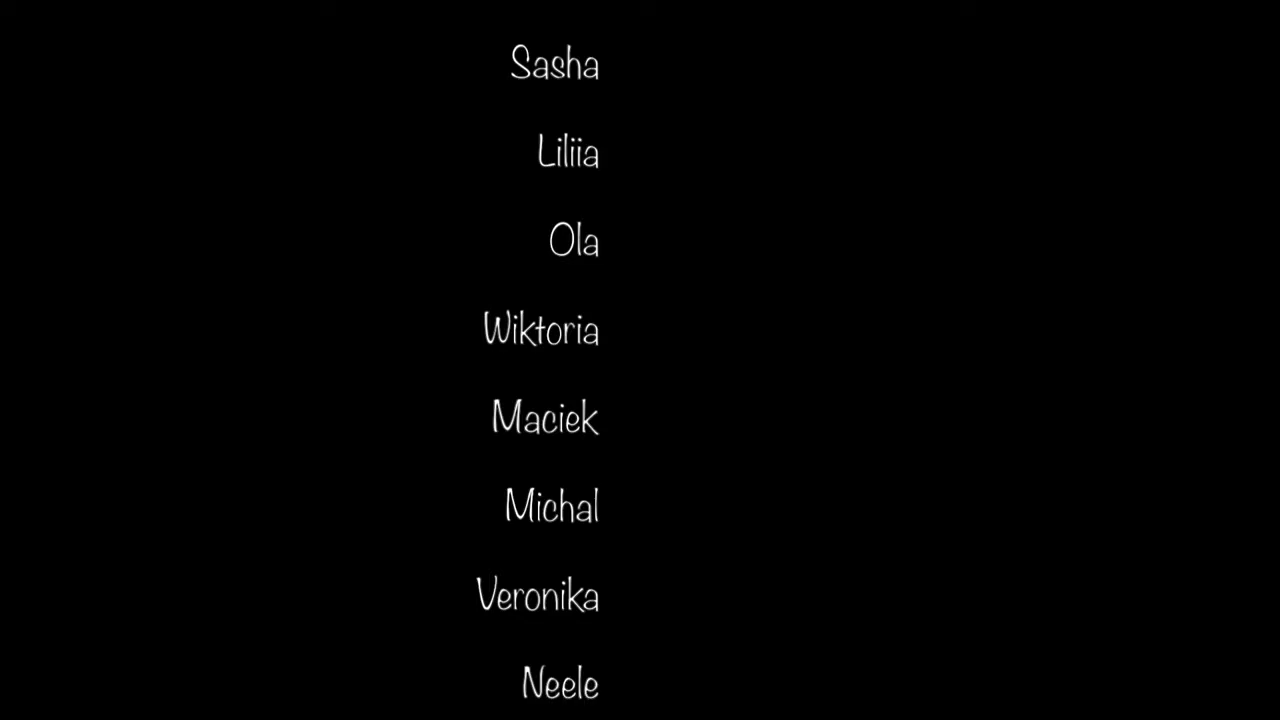 Sasha
Liliia
Ola
Wiktoria
Maciek
Michal
Veronika
Neele